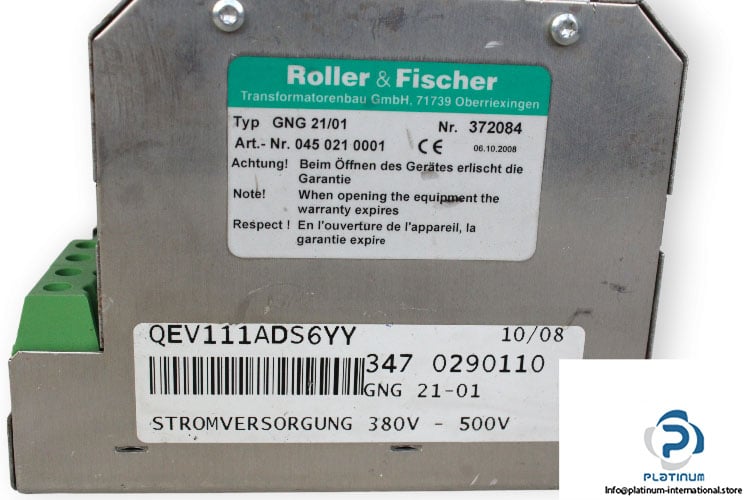 Roller & Fischer
Transformatorenbau GmbH, 71739 Oberriexingen
Typ GNG 21/01 Nr. 372084
Art.- Nr. 045 021 0001 CE 06.10.2008
Achtung! Beim Öffnen des Gerätes erlischt die
Garantie
Note! When opening the equipment the
warranty expires
Respect ! En l'ouverture de l'appareil, la
garantie expire
QEV111ADS6YY 10/08
347 0290110
GNG 21-01
STROMVERSORGUNG 380V - 500V
PLATINUM
Info@platinum-international.store